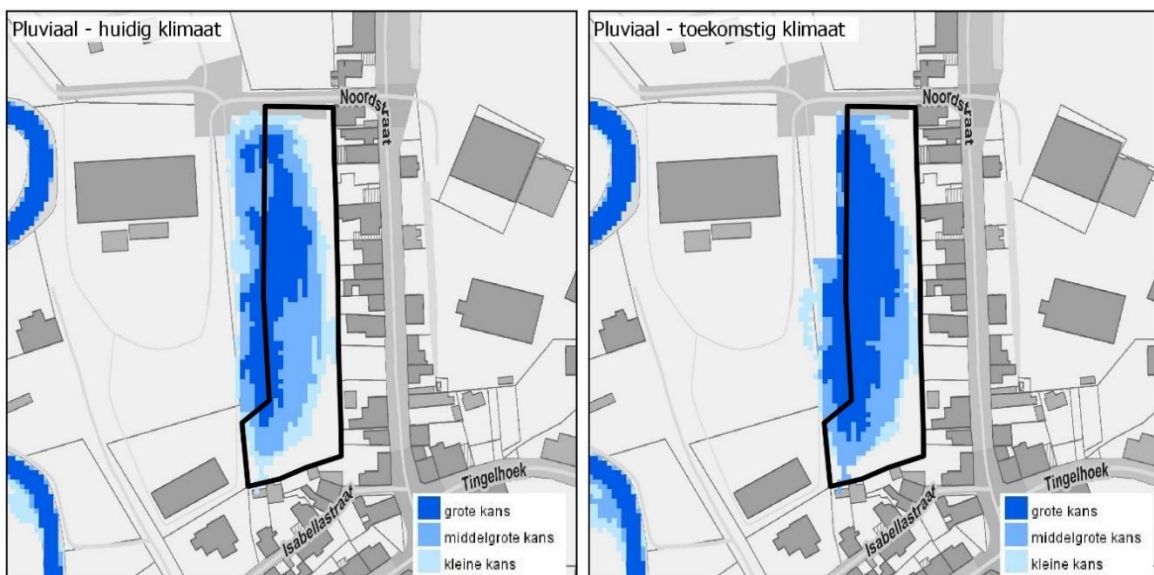 Pluviaal - huidig klimaat
Noordstraat
Tingelhoek
Isabellastraat
grote kans
middelgrote kans
kleine kans
Pluviaal - toekomstig klimaat
Noordstraat
Tingelhoek
Isabellastraat
grote kans
middelgrote kans
kleine kans